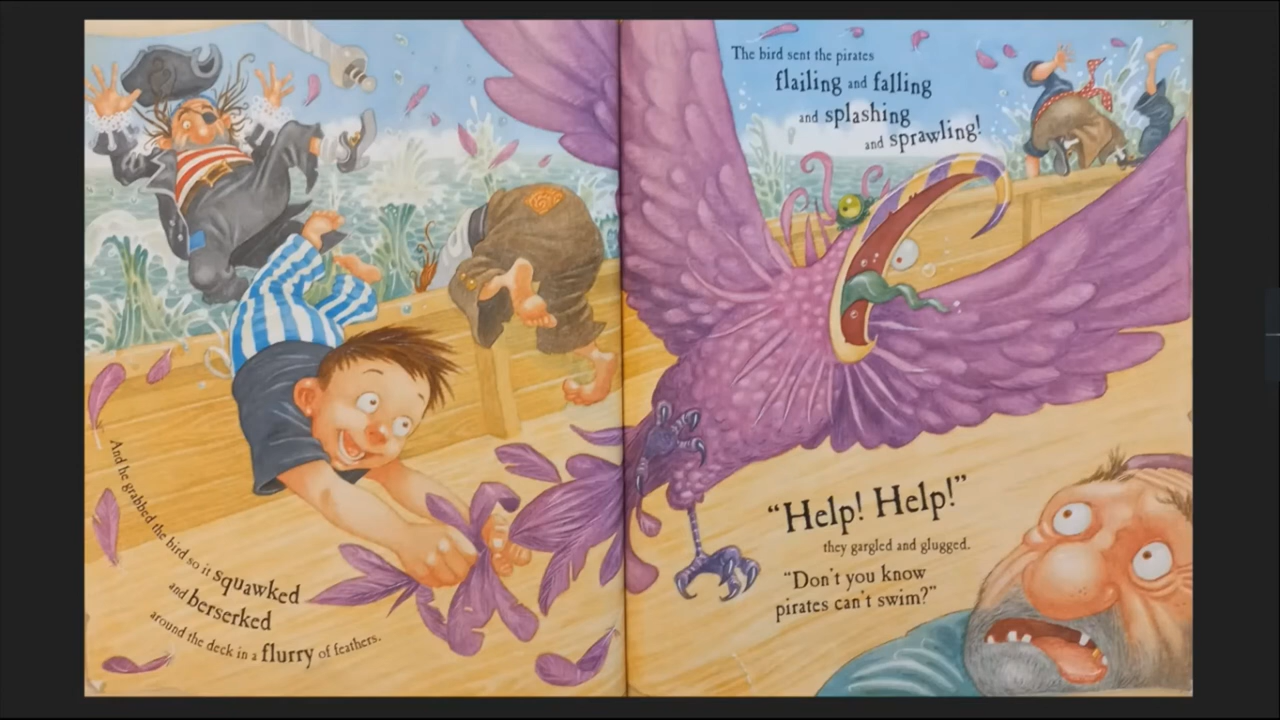 And he grabbed the bird so it squawked
and berserked
around the deck in a flurry of feathers.
The bird sent the pirates
flailing and falling
and splashing
and sprawling!
“Help! Help!”
they gargled and glugged.
“Don't you know
pirates can't swim?”